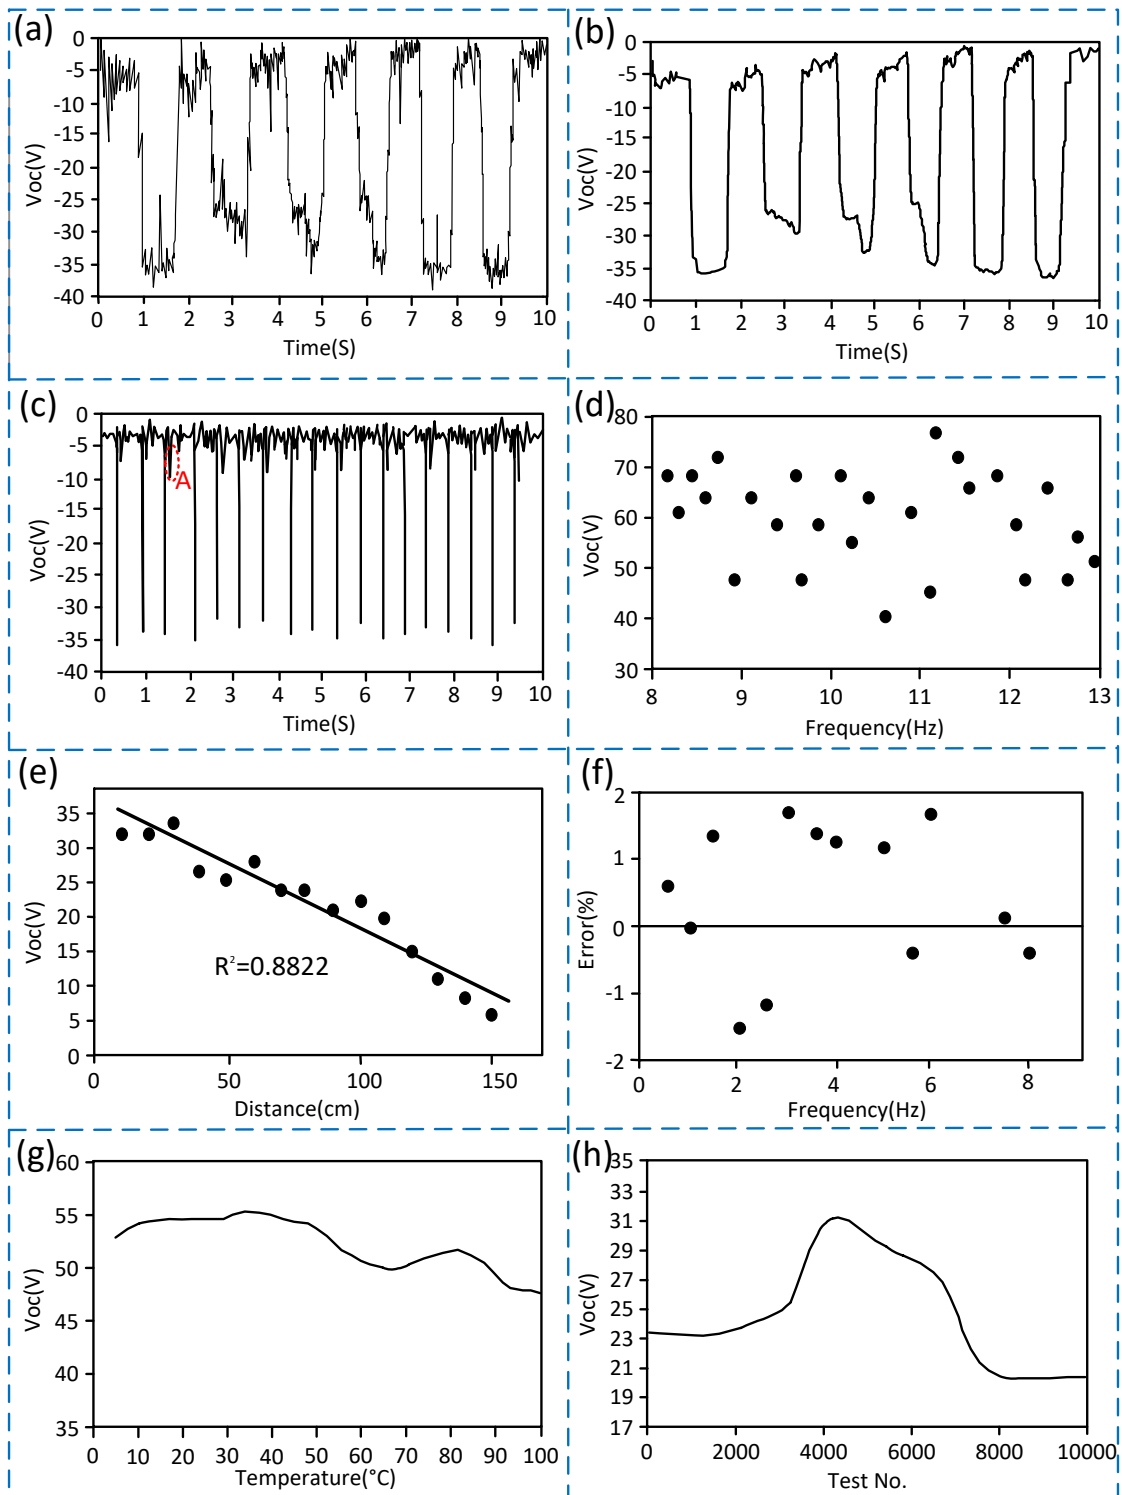 (a)
0
-5
-10
-15
-20
-25
-30
-35
-40
Voc(V)
0 1 2 3 4 5 6 7 8 9 10
Time(S)
(b)
0
-5
-10
-15
-20
-25
-30
-35
-40
Voc(V)
0 1 2 3 4 5 6 7 8 9 10
Time(S)
(c)
0
-5
-10
-15
-20
-25
-30
-35
-40
Voc(V)
A
0 1 2 3 4 5 6 7 8 9 10
Time(S)
(d)
80
70
60
50
40
30
Voc(V)
8 9 10 11 12 13
Frequency(Hz)
(e)
35
30
25
20
15
10
5
0
Voc(V)
R²=0.8822
0 50 100 150
Distance(cm)
(f)
2
1
0
-1
-2
Error(%)
0 2 4 6 8
Frequency(Hz)
(g)
60
55
50
45
40
35
Voc(V)
0 10 20 30 40 50 60 70 80 90 100
Temperature(°C)
(h)
35
33
31
29
27
25
23
21
19
17
Voc(V)
0 2000 4000 6000 8000 10000
Test No.